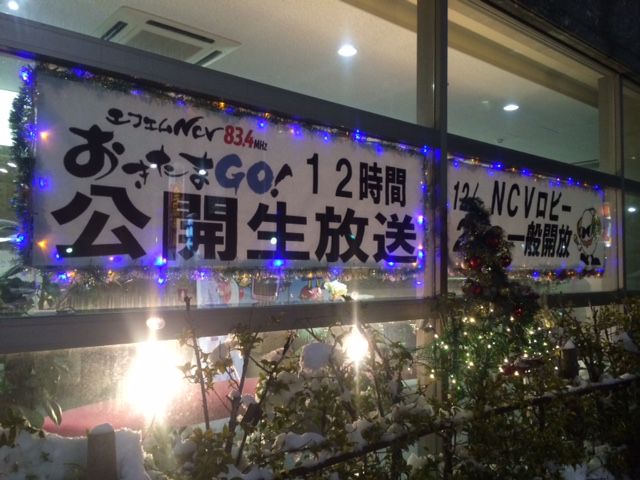 エフエムNCV 83.4MHz
おきたまGO!
12時間
公開生放送
12/
NCVロビー
2
一般開放